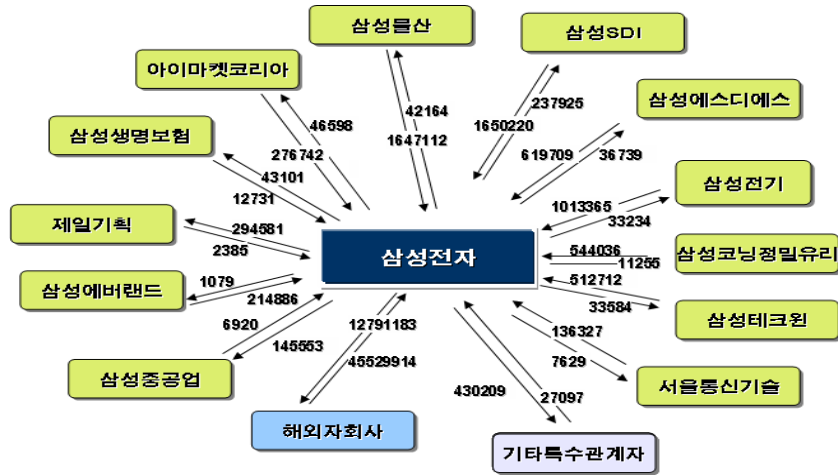 삼성물산
삼성SDI
아이마켓코리아
삼성에스디에스
삼성생명보험
46598
42164
237925
1650220
1647112
276742
619709
36739
43101
12731
삼성전기
1013365
33234
제일기획
294581
2385
삼성전자
544036
11255
삼성코닝정밀유리
512712
33584
삼성에버랜드
1079
214886
삼성테크윈
6920
145553
12791183
45529914
136327
7629
삼성중공업
서울통신기술
430209
27097
해외자회사
기타특수관계자